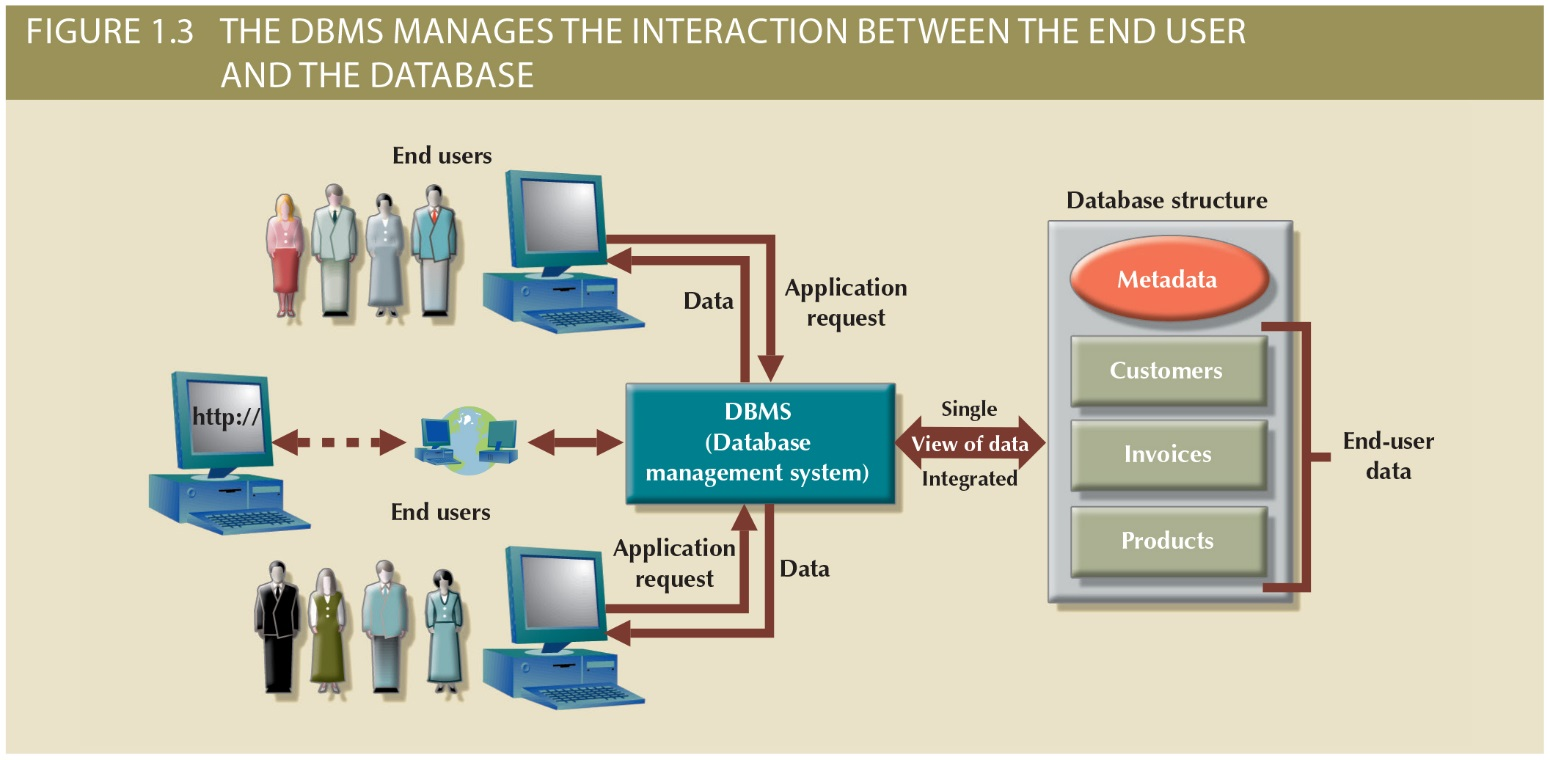 FIGURE 1.3 THE DBMS MANAGES THE INTERACTION BETWEEN THE END USER
AND THE DATABASE
End users
Data
Application
request
http://
DBMS
(Database
management system)
End users
Application
request
Data
Single
View of data
Integrated
Database structure
Metadata
Customers
Invoices
Products
End-user
data